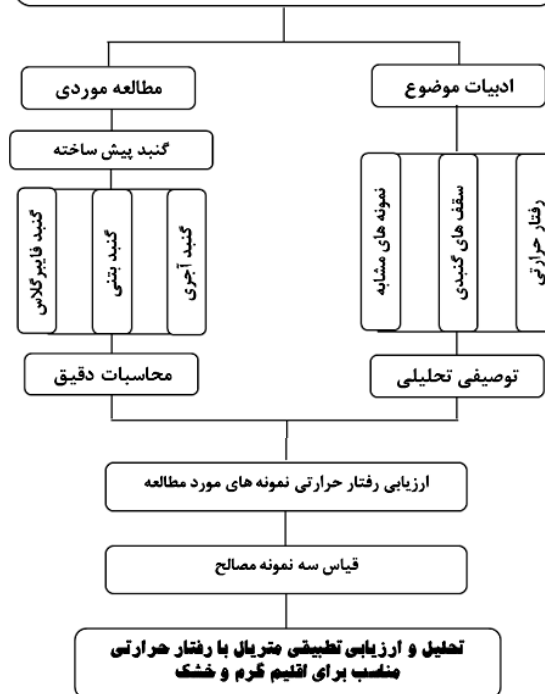 ادبیات موضوع
مطالعه موردی
گنبد پیش ساخته
رفتار حرارتی
سقف های گنبدی
نمونه های مشابه
گنبد آجری
گنبد بتنی
گنبد فایبرگلاس
توصیفی تحلیلی
محاسبات دقیق
ارزیابی رفتار حرارتی نمونه های مورد مطالعه
قیاس سه نمونه مصالح
تحلیل و ارزیابی تطبیقی متریال با رفتار حرارتی
مناسب برای اقلیم گرم و خشک